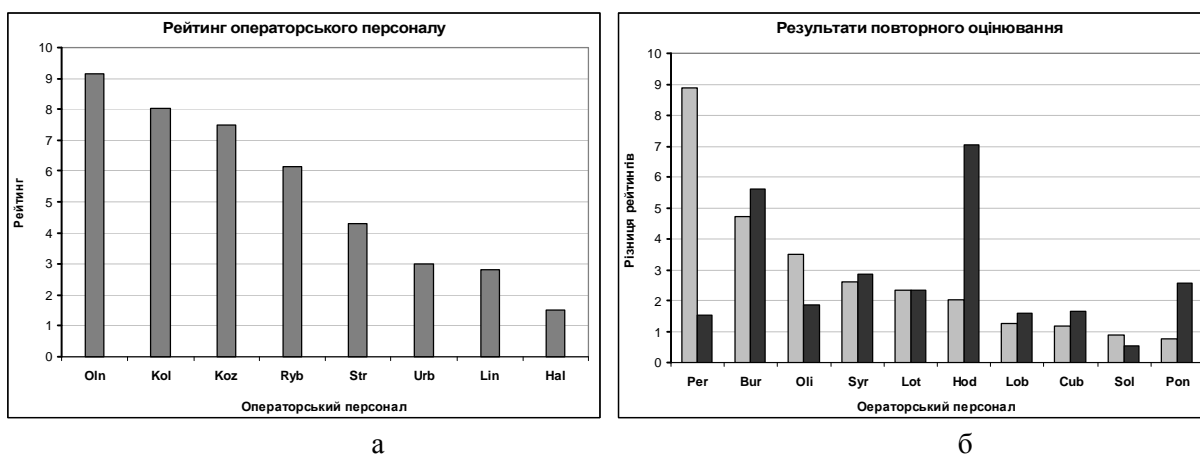 Рейтинг операторського персоналу
10
9
8
7
6
5
4
3
2
1
0
Рейтинг
Oln Kol Koz Ryb Str Urb Lin Hal
Операторський персонал
а
Результати повторного оцінювання
10
9
8
7
6
5
4
3
2
1
0
Різниця рейтингів
Per Bur Oli Syr Lot Hod Lob Cub Sol Pon
Оераторський персонал
б